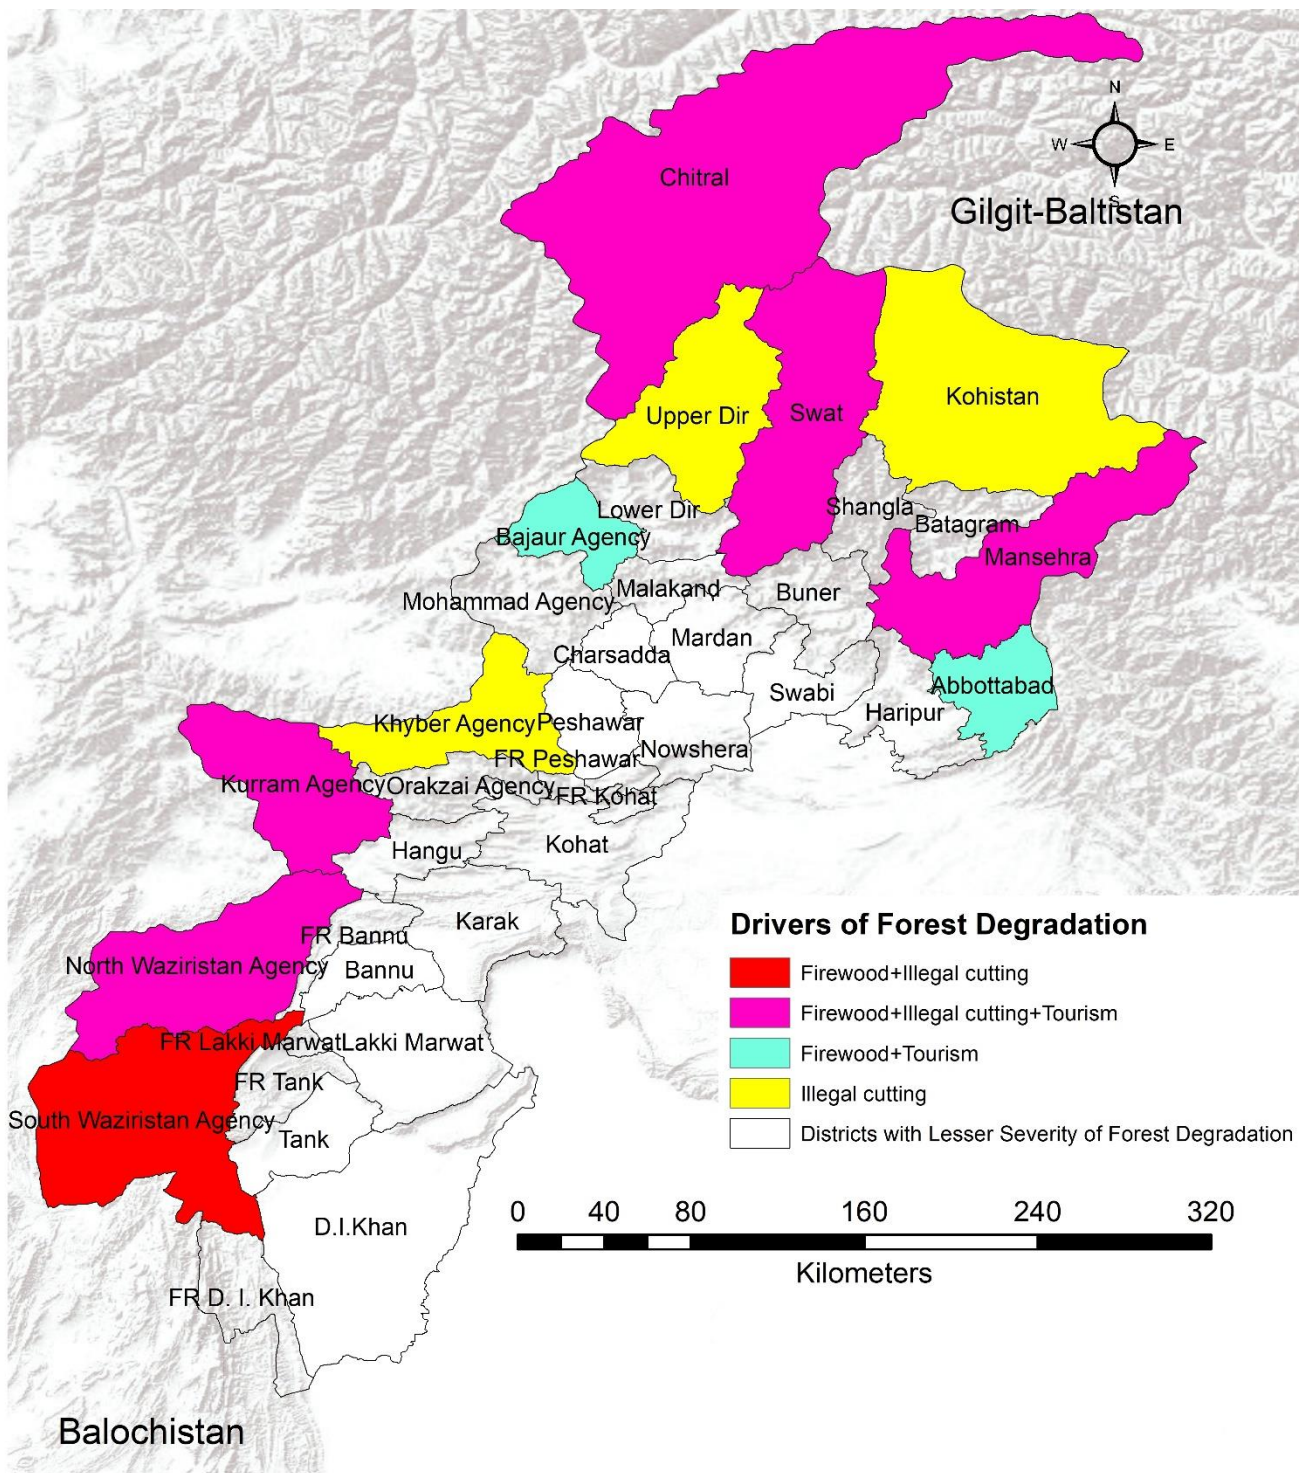 N
W E
S
Chitral
Gilgit-Baltistan
Kohistan
Upper Dir
Swat
Shangla
Lower Dir
Batagram
Bajaur Agency
Mansehra
Malakand
Buner
Mohammad Agency
Mardan
Charsadda
Abbottabad
Swabi
Haripur
Khyber Agency
Peshawar
Nowshera
FR Peshawar
Kurram Agency
Orakzai Agency
FR Kohat
Hangu
Kohat
Karak
FR Bannu
North Waziristan Agency
Bannu
FR Lakki Marwat
Lakki Marwat
FR Tank
South Waziristan Agency
Tank
D.I.Khan
FR D. I. Khan
Balochistan
Drivers of Forest Degradation
Firewood+Illegal cutting
Firewood+Illegal cutting+Tourism
Firewood+Tourism
Illegal cutting
Districts with Lesser Severity of Forest Degradation
0 40 80 160 240 320
Kilometers